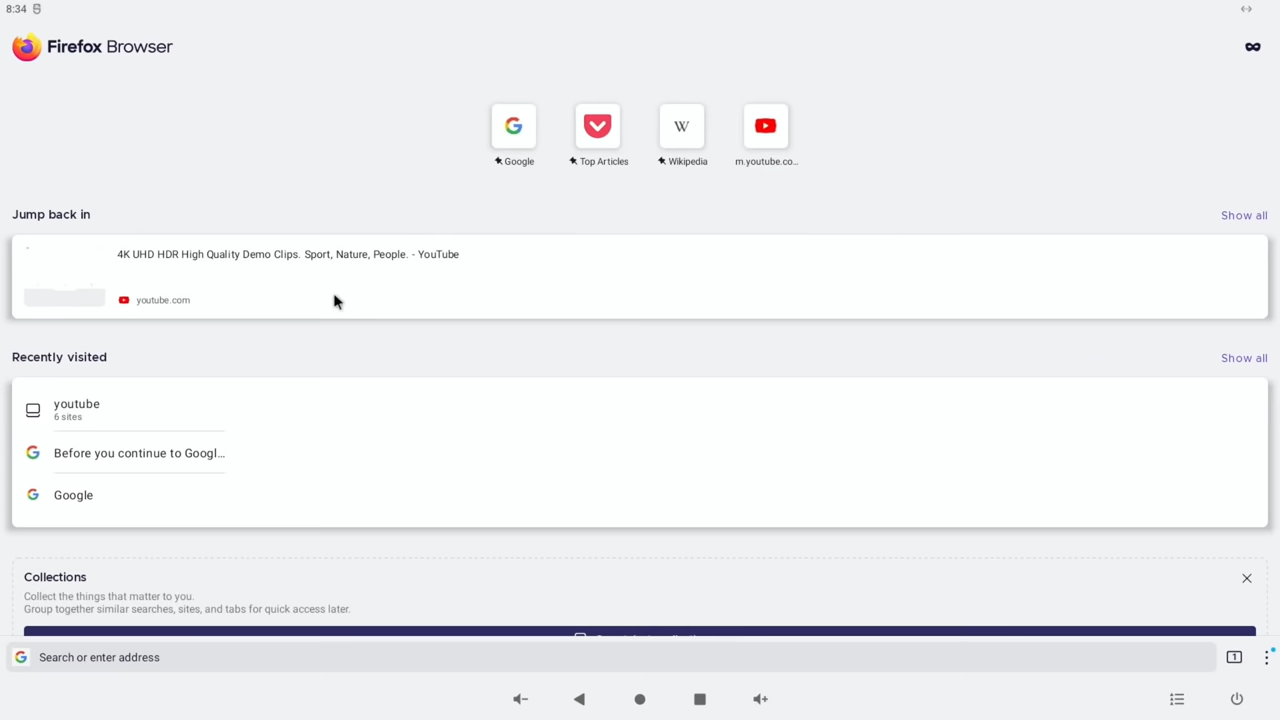 8:34
Firefox Browser
Google
Top Articles
W
Wikipedia
m.youtube.co...
Jump back in
Show all
4K UHD HDR High Quality Demo Clips. Sport, Nature, People. - YouTube
youtube.com
Recently visited
Show all
youtube
6 sites
Before you continue to Googl...
Google
Collections
Collect the things that matter to you.
Group together similar searches, sites, and tabs for quick access later.
Search or enter address
1